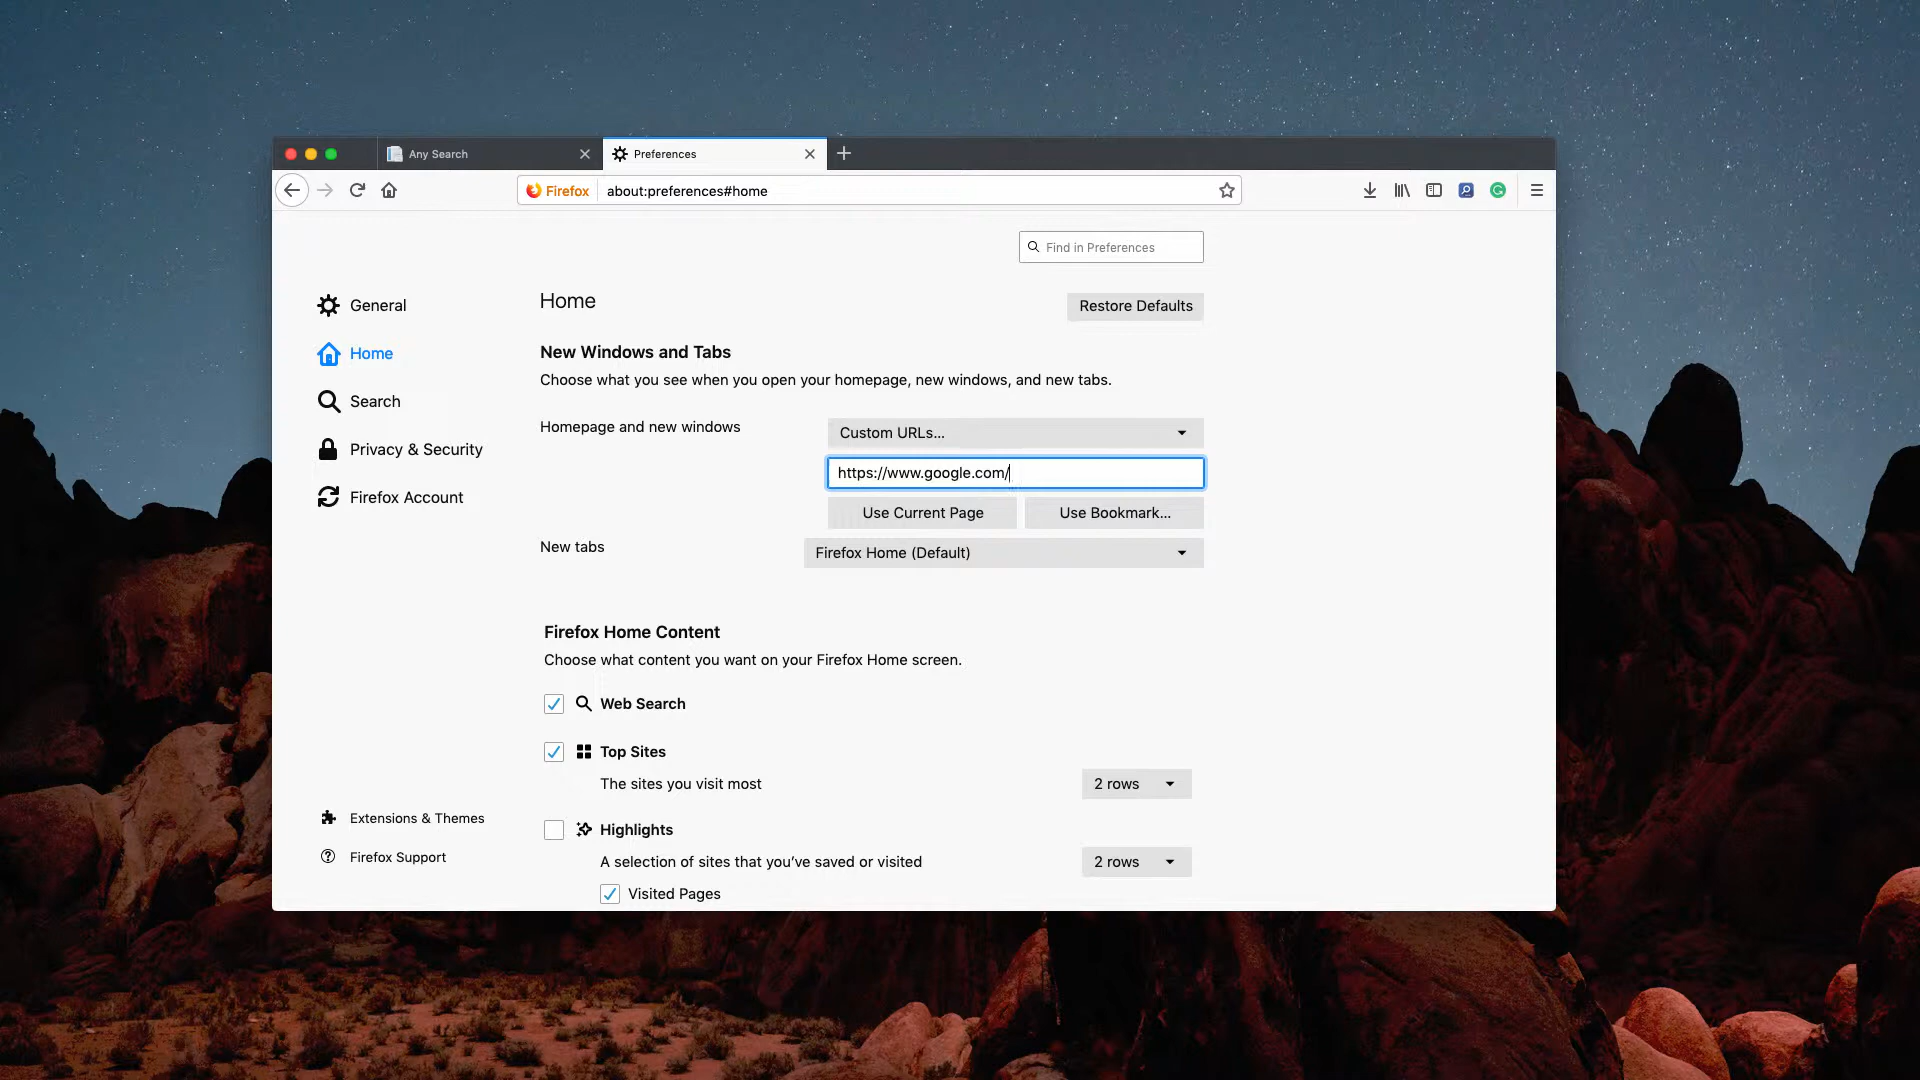 Any Search
Preferences
Firefox
about:preferences#home
Find in Preferences
General
Home
Search
Privacy & Security
Firefox Account
Extensions & Themes
Firefox Support
Home
Restore Defaults
New Windows and Tabs
Choose what you see when you open your homepage, new windows, and new tabs.
Homepage and new windows
Custom URLs...
https://www.google.com/
Use Current Page
Use Bookmark...
New tabs
Firefox Home (Default)
Firefox Home Content
Choose what content you want on your Firefox Home screen.
Web Search
Top Sites
The sites you visit most
2 rows
Highlights
A selection of sites that you’ve saved or visited
2 rows
Visited Pages